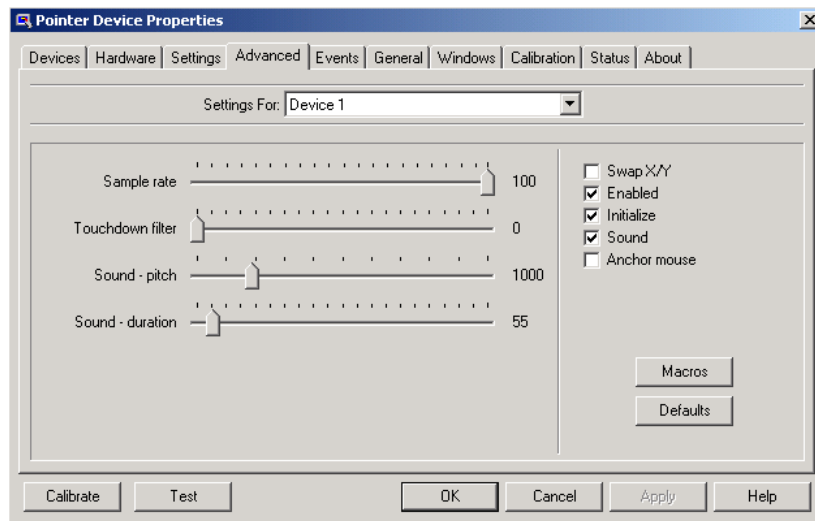 Pointer Device Properties
Devices Hardware Settings Advanced Events General Windows Calibration Status About
Settings For: Device 1
Sample rate 100
Touchdown filter 0
Sound - pitch 1000
Sound - duration 55
Swap X/Y
Enabled
Initialize
Sound
Anchor mouse
Macros
Defaults
Calibrate Test OK Cancel Apply Help